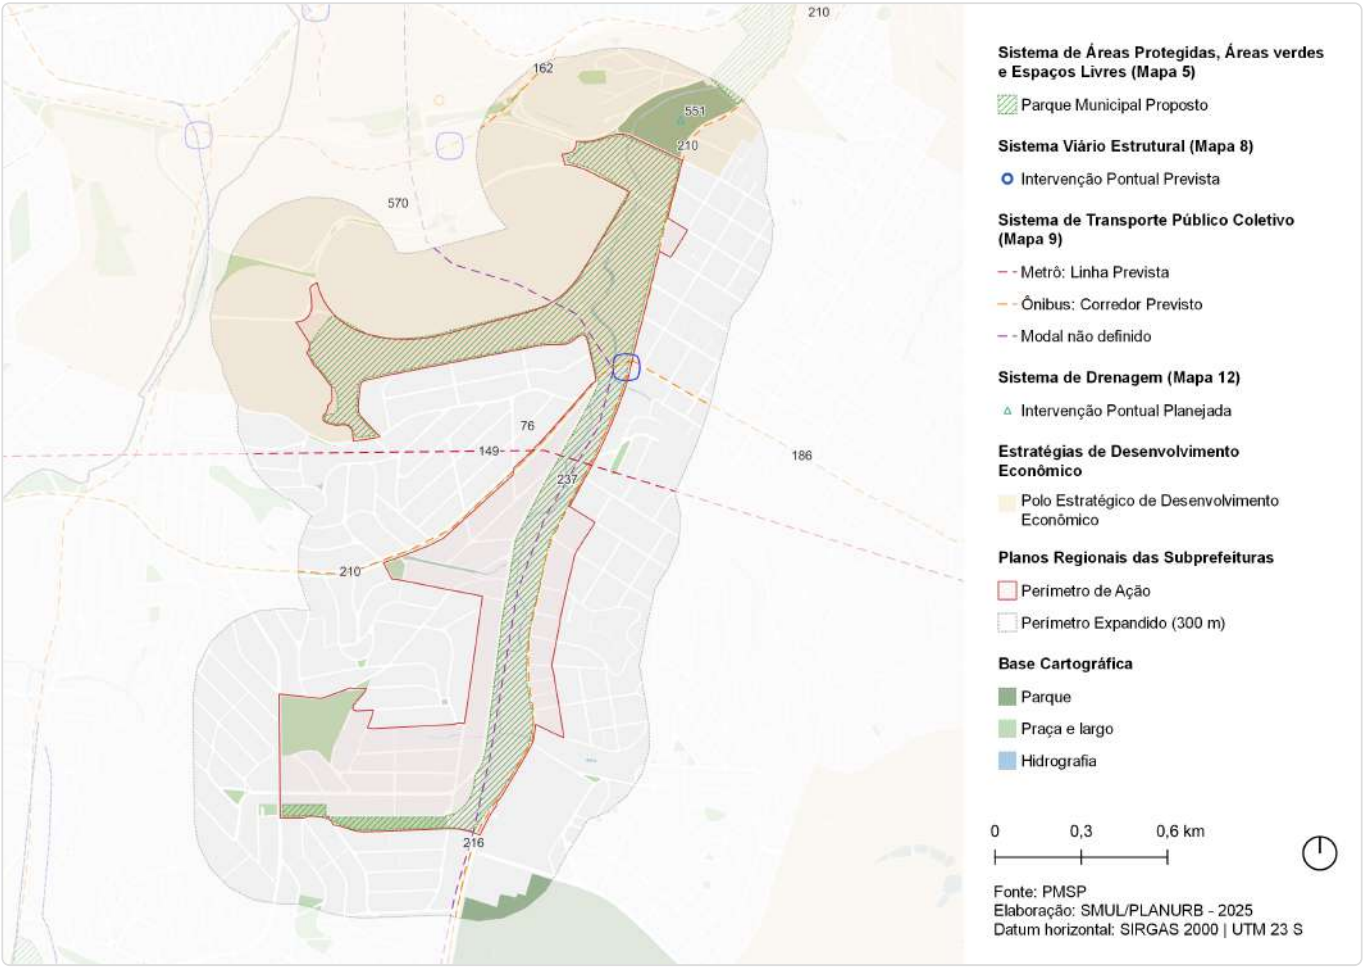 210
162
551
210
570
76
149
186
237
210
216
Sistema de Áreas Protegidas, Áreas verdes
e Espaços Livres (Mapa 5)
Parque Municipal Proposto
Sistema Viário Estrutural (Mapa 8)
Intervenção Pontual Prevista
Sistema de Transporte Público Coletivo
(Mapa 9)
Metrô: Linha Prevista
Ônibus: Corredor Previsto
Modal não definido
Sistema de Drenagem (Mapa 12)
Intervenção Pontual Planejada
Estratégias de Desenvolvimento
Econômico
Polo Estratégico de Desenvolvimento
Econômico
Planos Regionais das Subprefeituras
Perímetro de Ação
Perímetro Expandido (300 m)
Base Cartográfica
Parque
Praça e largo
Hidrografia
0 0,3 0,6 km
Fonte: PMSP
Elaboração: SMUL/PLANURB - 2025
Datum horizontal: SIRGAS 2000 | UTM 23 S